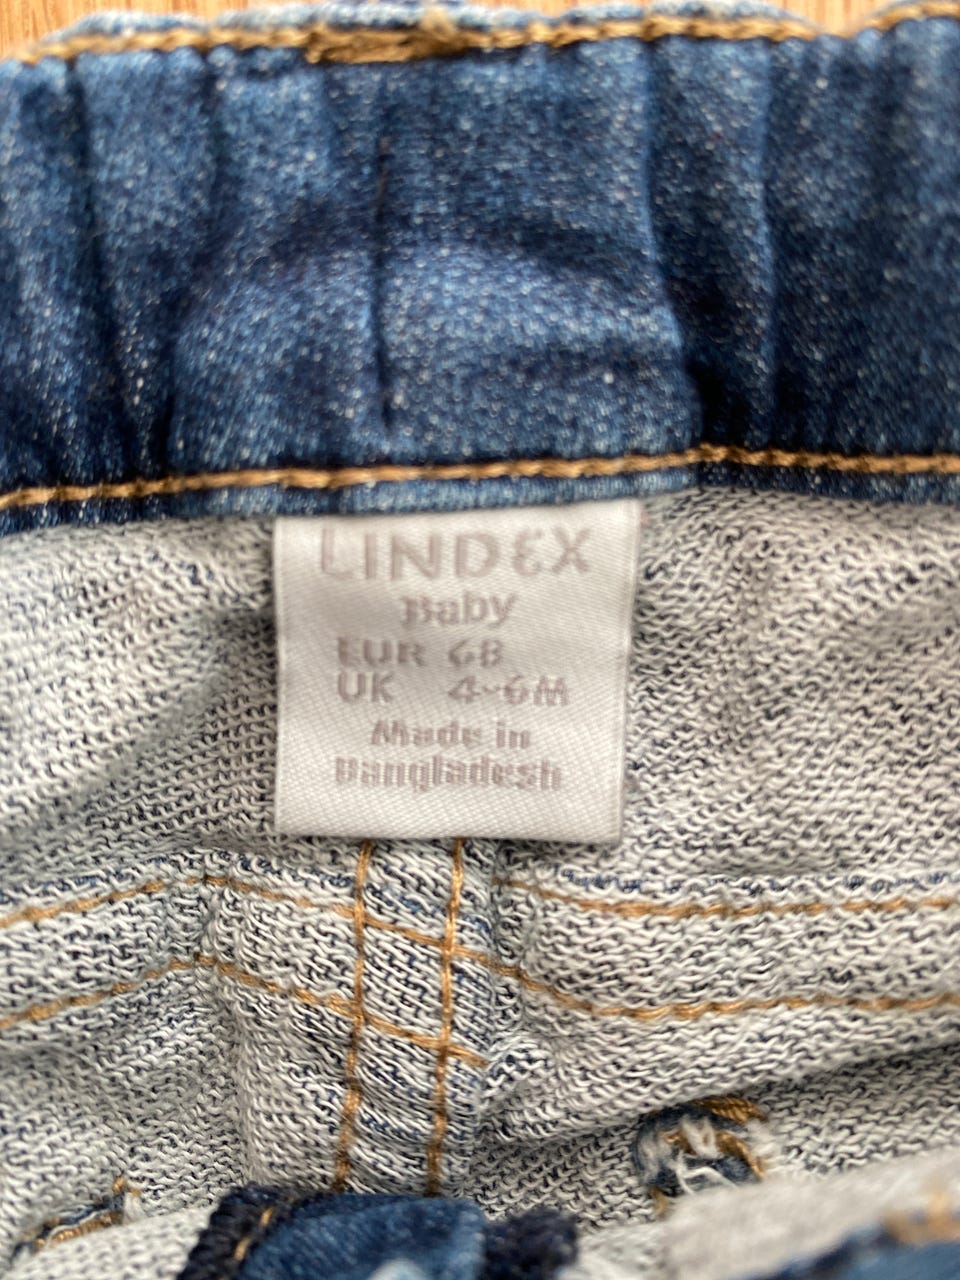 LINDEX
Baby
EUR 68
UK 4-6M
Made in
Bangladesh